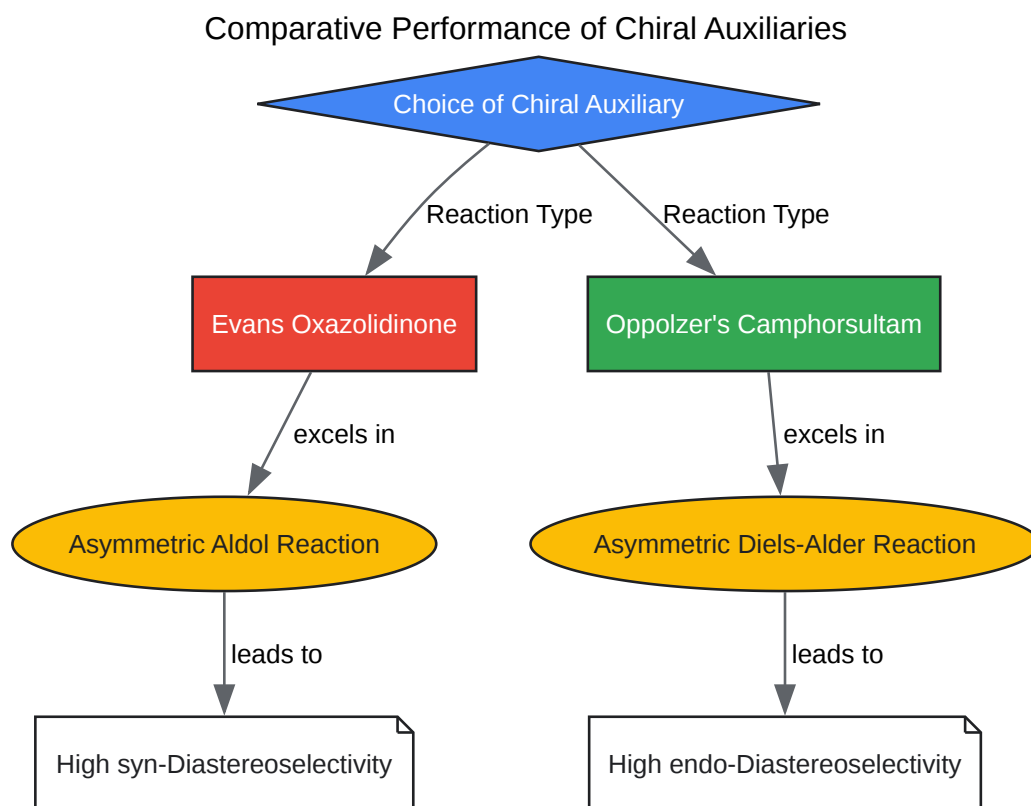 Comparative Performance of Chiral Auxiliaries
Choice of Chiral Auxiliary
Reaction Type
Reaction Type
Evans Oxazolidinone
Oppolzer's Camphorsultam
excels in
excels in
Asymmetric Aldol Reaction
Asymmetric Diels-Alder Reaction
leads to
leads to
High syn-Diastereoselectivity
High endo-Diastereoselectivity